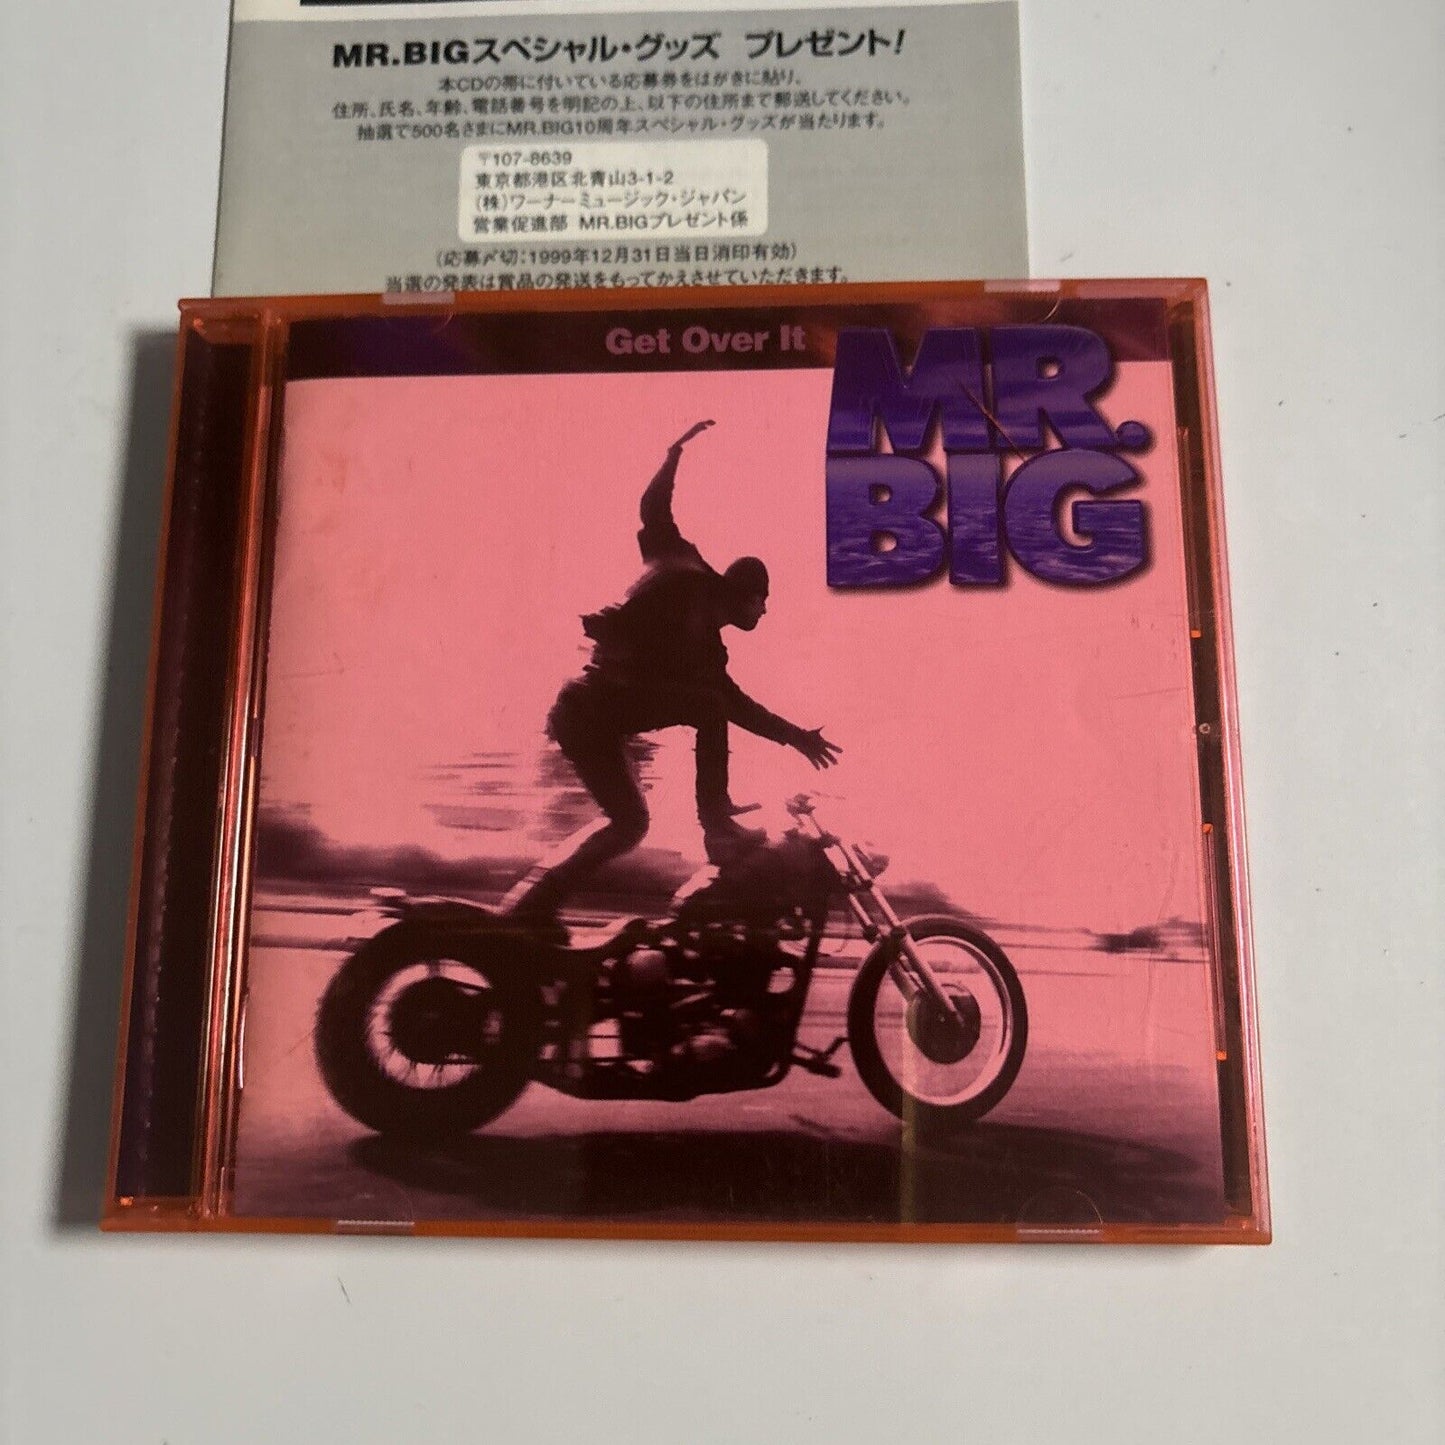 MR.BIGスペシャル・グッズ プレゼント!
本CDの帯に付いている応募券をはがきに貼り、
住所、氏名、年齢、電話番号を明記の上、以下の住所まで郵送してください。
抽選で500名さまにMR.BIG10周年スペシャル・グッズが当たります。
〒107-8639
東京都港区北青山3-1-2
(株)ワーナーミュージック・ジャパン
営業促進部 MR.BIGプレゼント係
(応募〆切:1999年12月31日当日消印有効)
当選の発表は賞品の発送をもってかえさせていただきます。
Get Over It
MR.
BIG